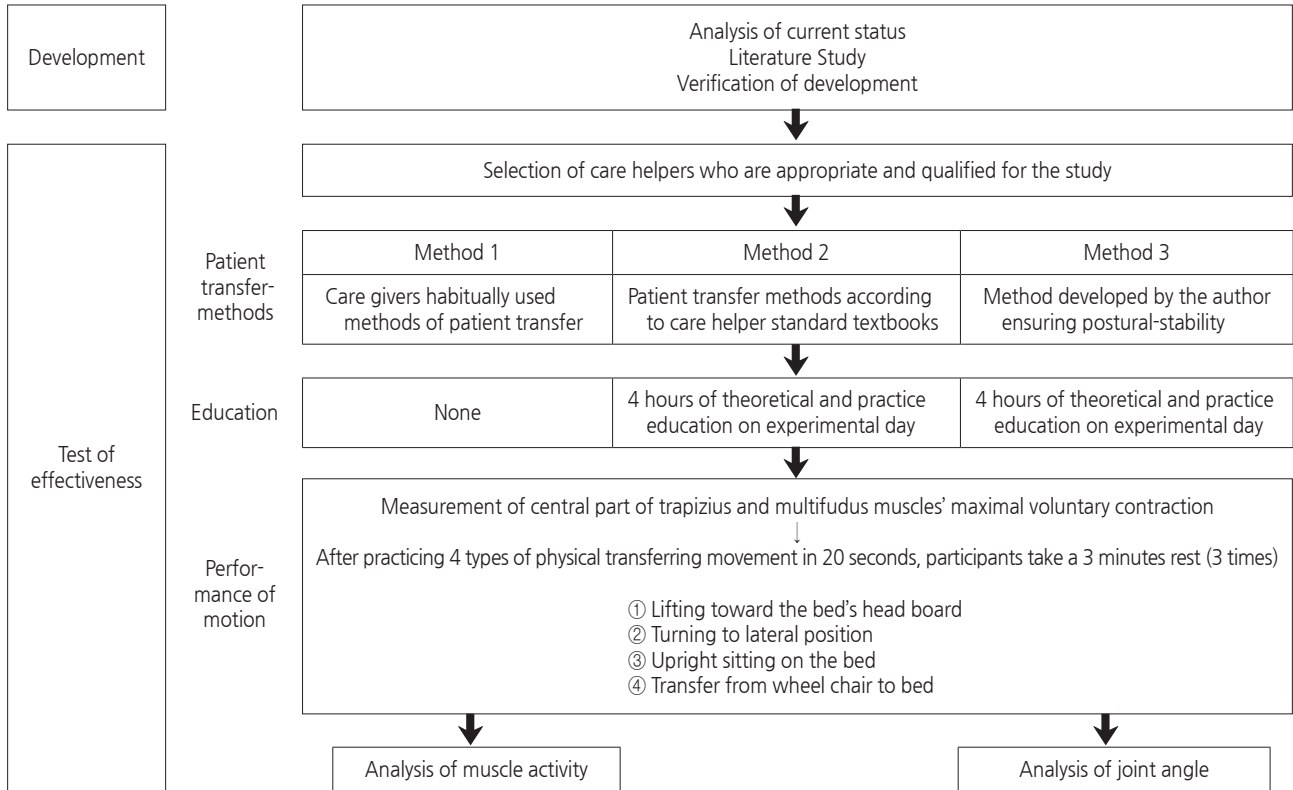 Development
Analysis of current status
Literature Study
Verification of development
Test of
effectiveness
Selection of care helpers who are appropriate and qualified for the study
Patient
transfer-
methods
Method 1
Method 2
Method 3
Care givers habitually used
methods of patient transfer
Patient transfer methods according
to care helper standard textbooks
Method developed by the author
ensuring postural-stability
Education
None
4 hours of theoretical and practice
education on experimental day
4 hours of theoretical and practice
education on experimental day
Perfor-
mance of
motion
Measurement of central part of trapizius and multifudus muscles’ maximal voluntary contraction
↓
After practicing 4 types of physical transferring movement in 20 seconds, participants take a 3 minutes rest (3 times)
① Lifting toward the bed’s head board
② Turning to lateral position
③ Upright sitting on the bed
④ Transfer from wheel chair to bed
Analysis of muscle activity
Analysis of joint angle